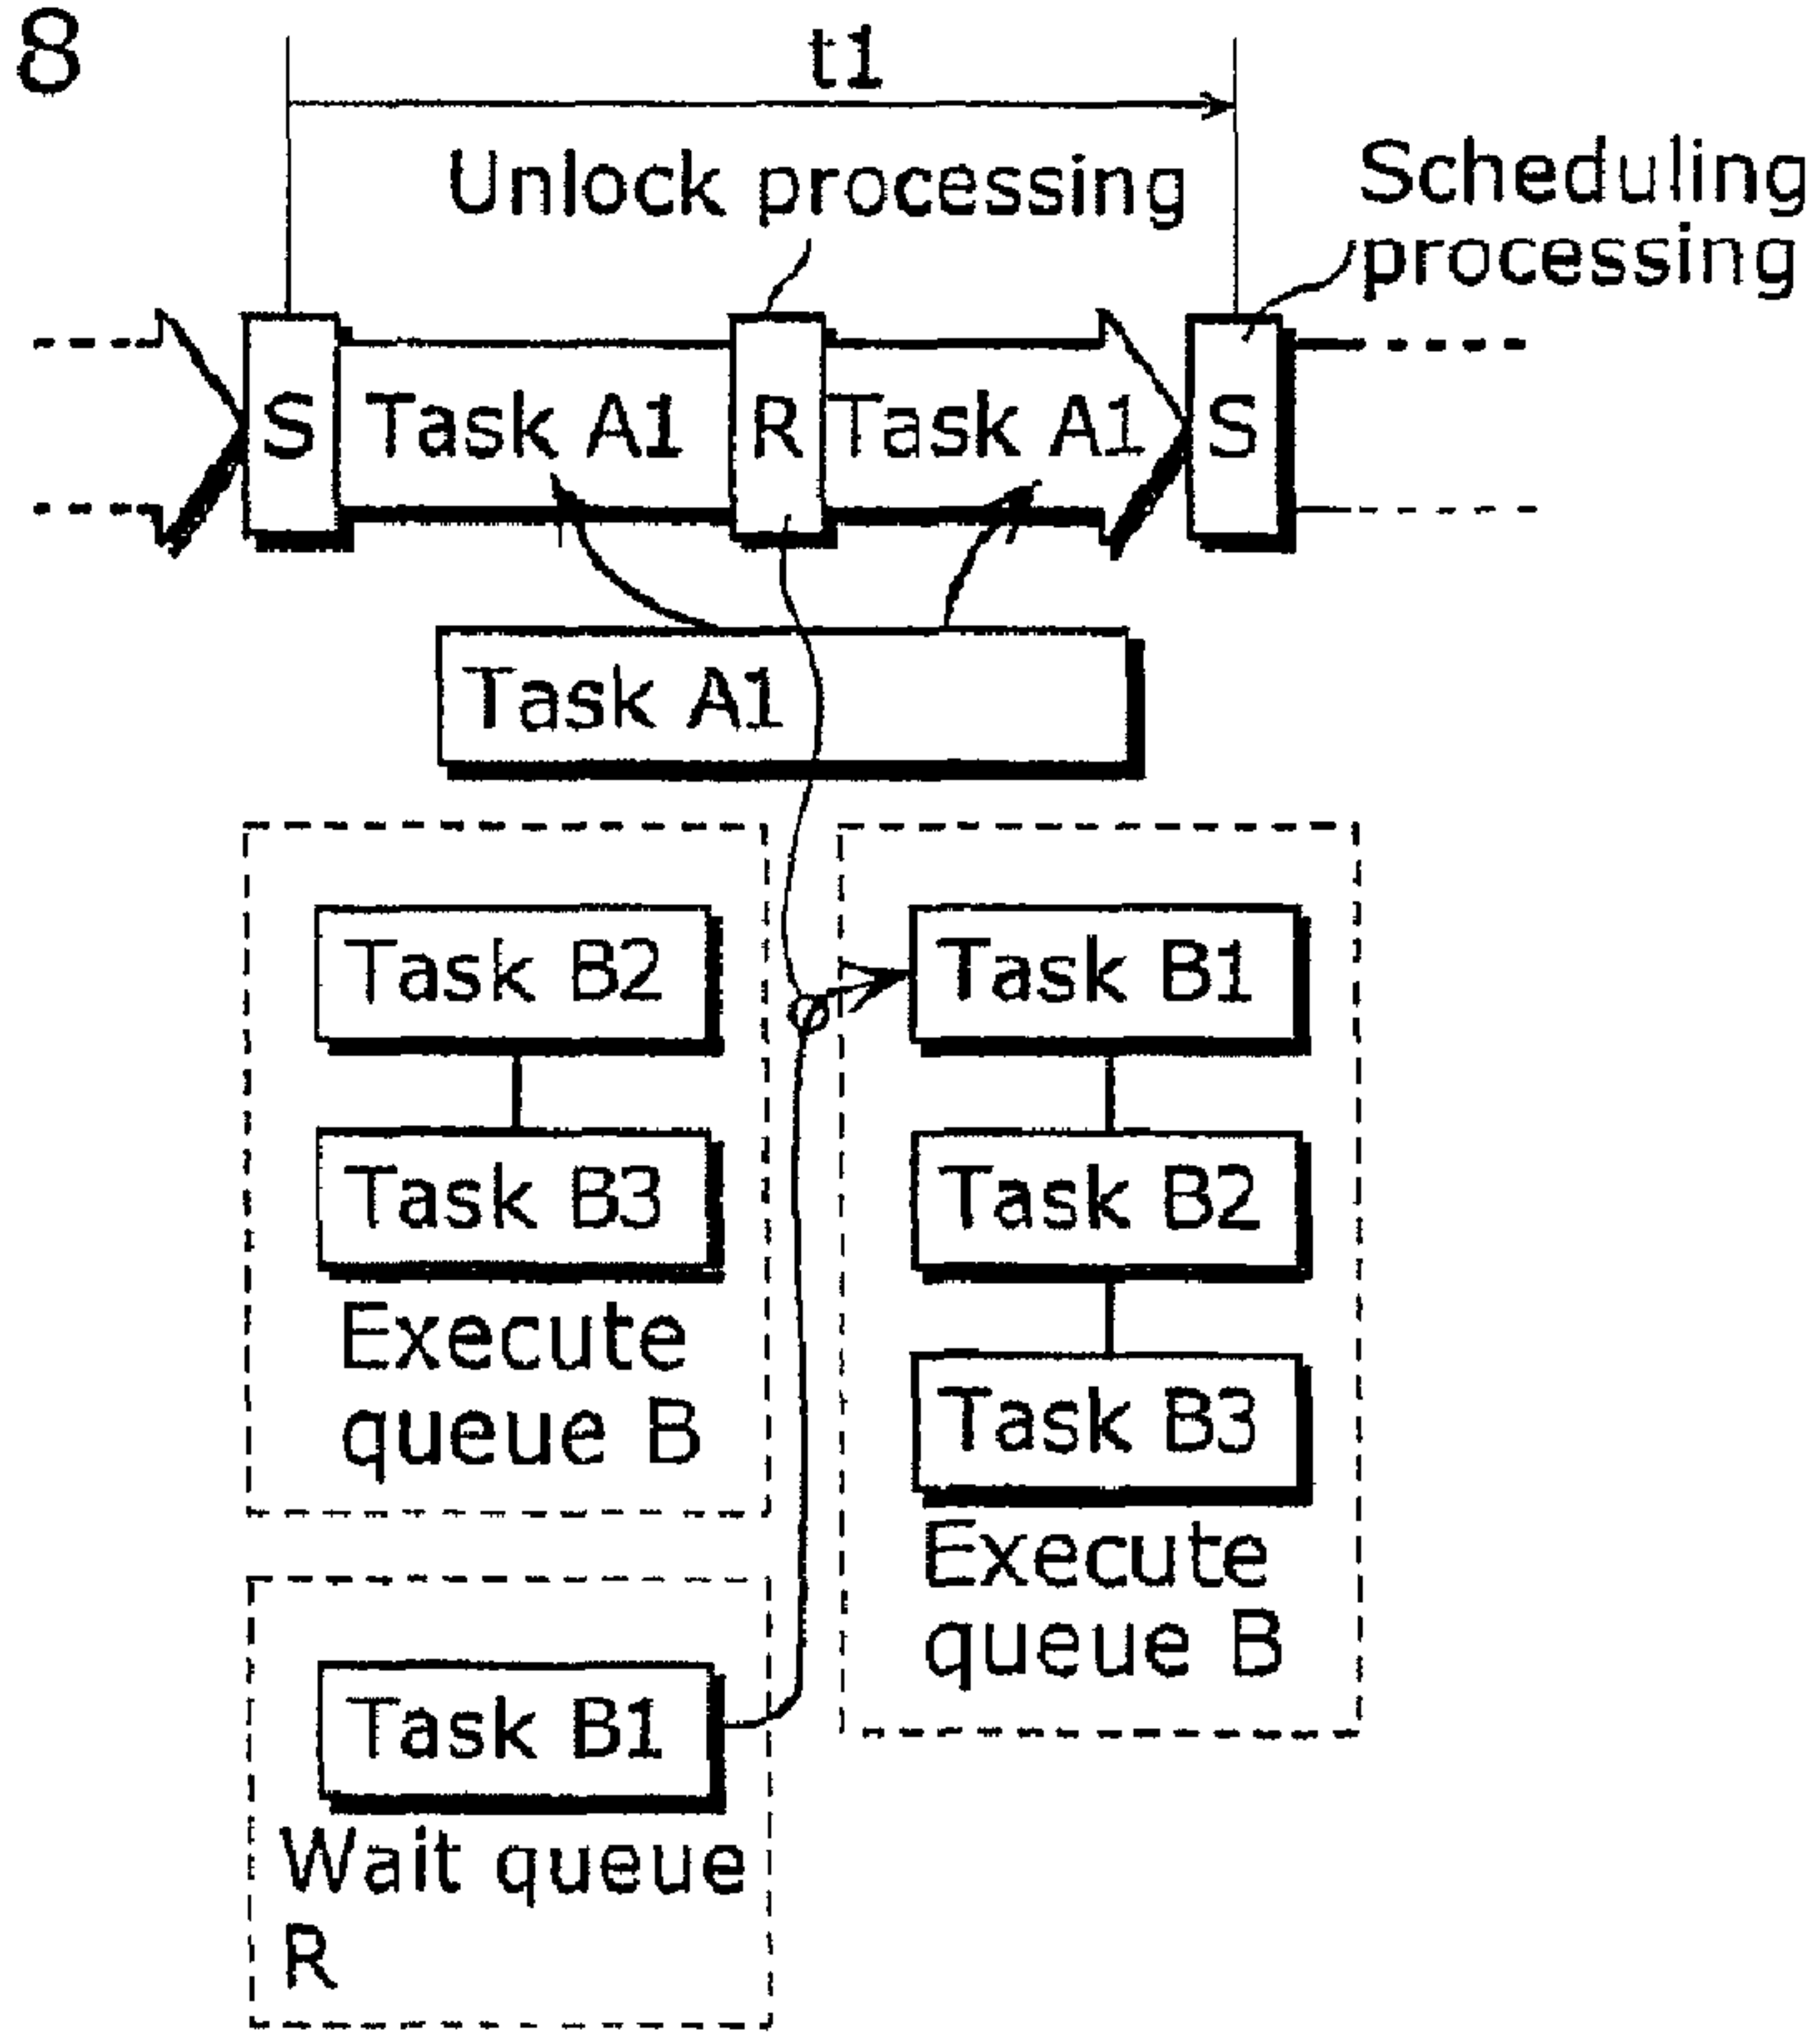 8
t1
Unlock processing
Scheduling
processing
S
Task A1
R
Task A1
S
Task A1
Task B2
Task B3
Execute
queue B
Task B1
Task B2
Task B3
Execute
queue B
Task B1
Wait queue
R